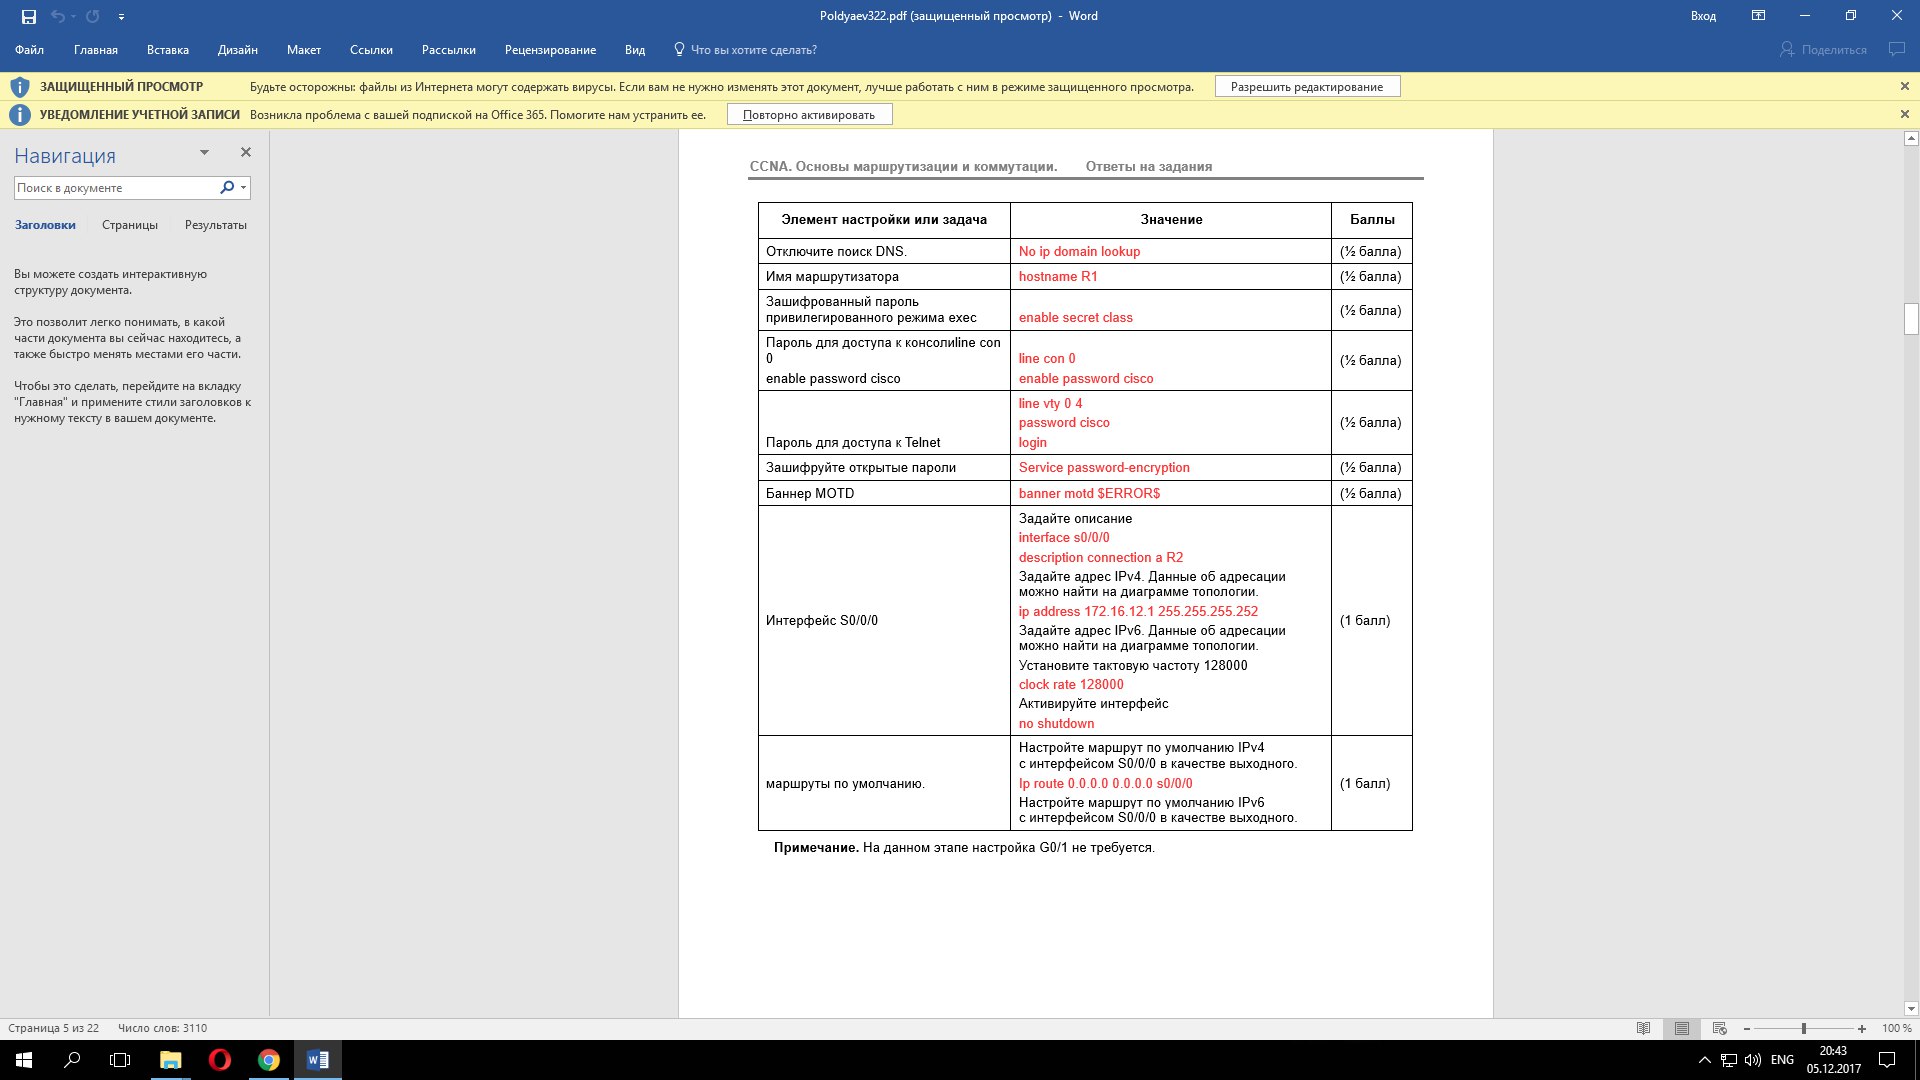 Poldyaev322.pdf (защищенный просмотр) - Word
Вход
Файл Главная Вставка Дизайн Макет Ссылки Рассылки Рецензирование Вид Что вы хотите сделать? Поделиться
ЗАЩИЩЕННЫЙ ПРОСМОТР Будьте осторожны: файлы из Интернета могут содержать вирусы. Если вам не нужно изменять этот документ, лучше работать с ним в режиме защищенного просмотра. Разрешить редактирование
УВЕДОМЛЕНИЕ УЧЕТНОЙ ЗАПИСИ Возникла проблема с вашей подпиской на Office 365. Помогите нам устранить ее. Повторно активировать
Навигация
Поиск в документе
Заголовки Страницы Результаты
Вы можете создать интерактивную
структуру документа.
Это позволит легко понимать, в какой
части документа вы сейчас находитесь, а
также быстро менять местами его части.
Чтобы это сделать, перейдите на вкладку
"Главная" и примените стили заголовков к
нужному тексту в вашем документе.
CCNA. Основы маршрутизации и коммутации. Ответы на задания
Элемент настройки или задача Значение Баллы
Отключите поиск DNS. No ip domain lookup (½ балла)
Имя маршрутизатора hostname R1 (½ балла)
Зашифрованный пароль
привилегированного режима exec enable secret class (½ балла)
Пароль для доступа к консолиline con
0 line con 0 (½ балла)
enable password cisco enable password cisco
line vty 0 4
password cisco (½ балла)
Пароль для доступа к Telnet login
Зашифруйте открытые пароли Service password-encryption (½ балла)
Баннер MOTD banner motd $ERROR$ (½ балла)
Задайте описание
interface s0/0/0
description connection a R2
Задайте адрес IPv4. Данные об адресации
можно найти на диаграмме топологии.
ip address 172.16.12.1 255.255.255.252
Интерфейс S0/0/0 (1 балл)
Задайте адрес IPv6. Данные об адресации
можно найти на диаграмме топологии.
Установите тактовую частоту 128000
clock rate 128000
Активируйте интерфейс
no shutdown
Настройте маршрут по умолчанию IPv4
с интерфейсом S0/0/0 в качестве выходного.
маршруты по умолчанию. Ip route 0.0.0.0 0.0.0.0 s0/0/0 (1 балл)
Настройте маршрут по умолчанию IPv6
с интерфейсом S0/0/0 в качестве выходного.
Примечание. На данном этапе настройка G0/1 не требуется.
Страница 5 из 22 Число слов: 3110 100 %
ENG 20:43
05.12.2017